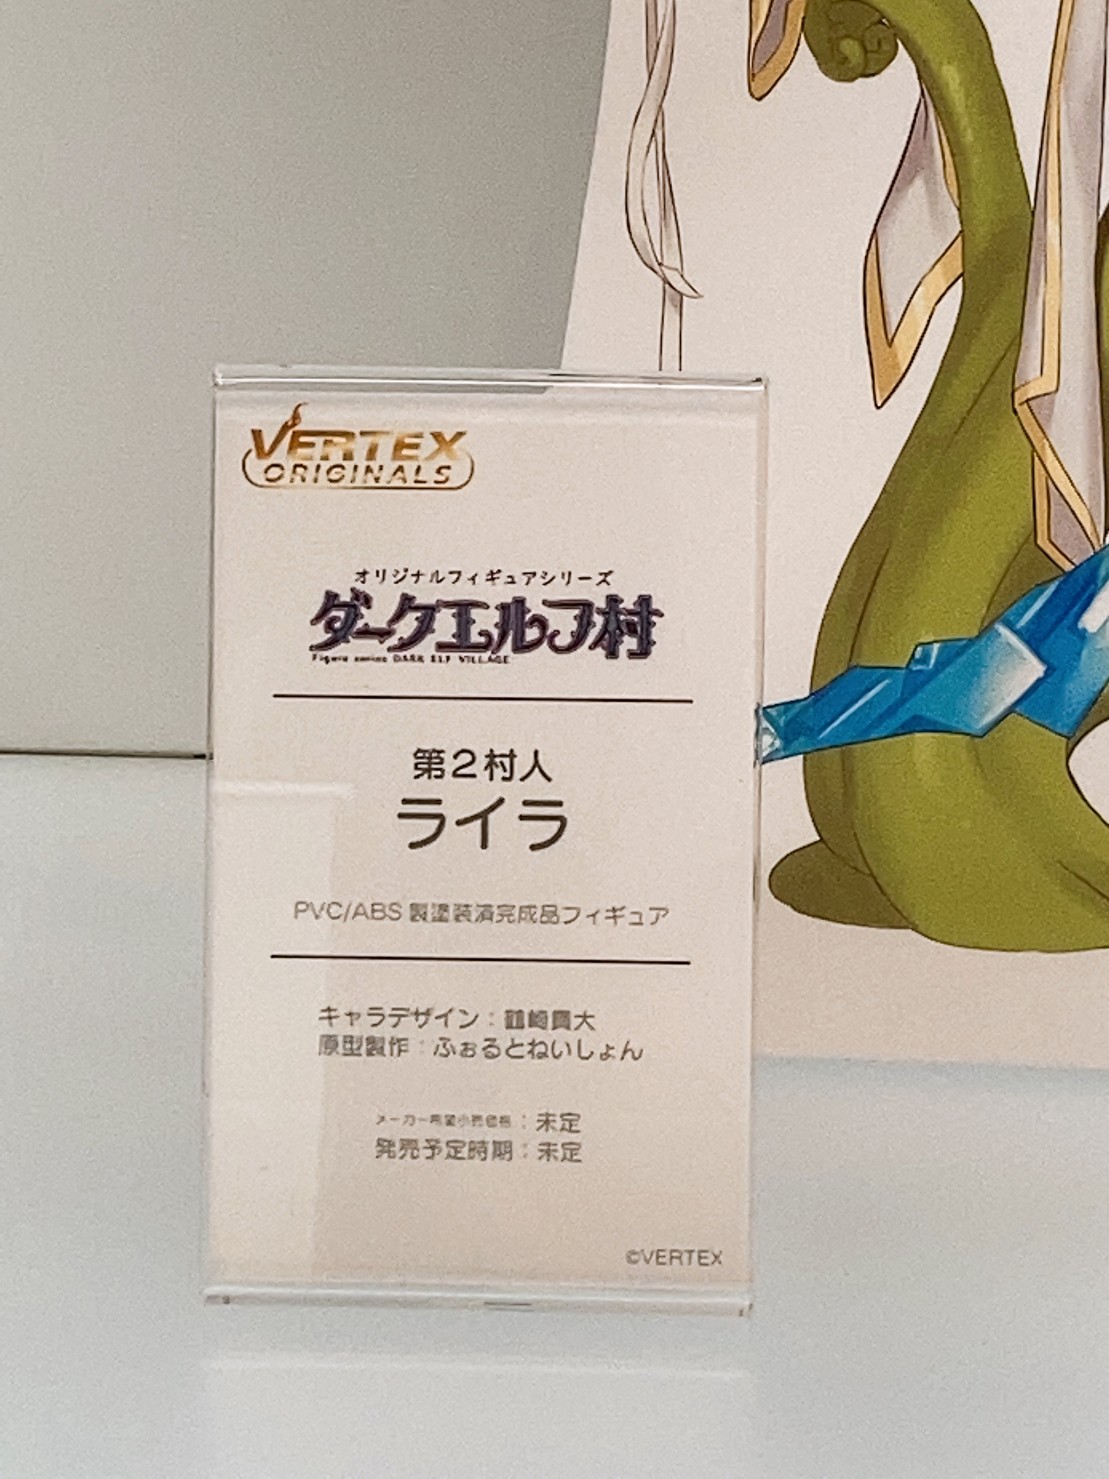 VERTEX
ORIGINALS
オリジナルフィギュアシリーズ
ダークエルフ村
Figure series DARK ELF VILLAGE
第2村人
ライラ
PVC/ABS 製塗装済完成品フィギュア
キャラデザイン：鶴崎貴大
原型製作：ふぉるとねいしょん
メーカー希望小売価格：未定
発売予定時期：未定
©VERTEX